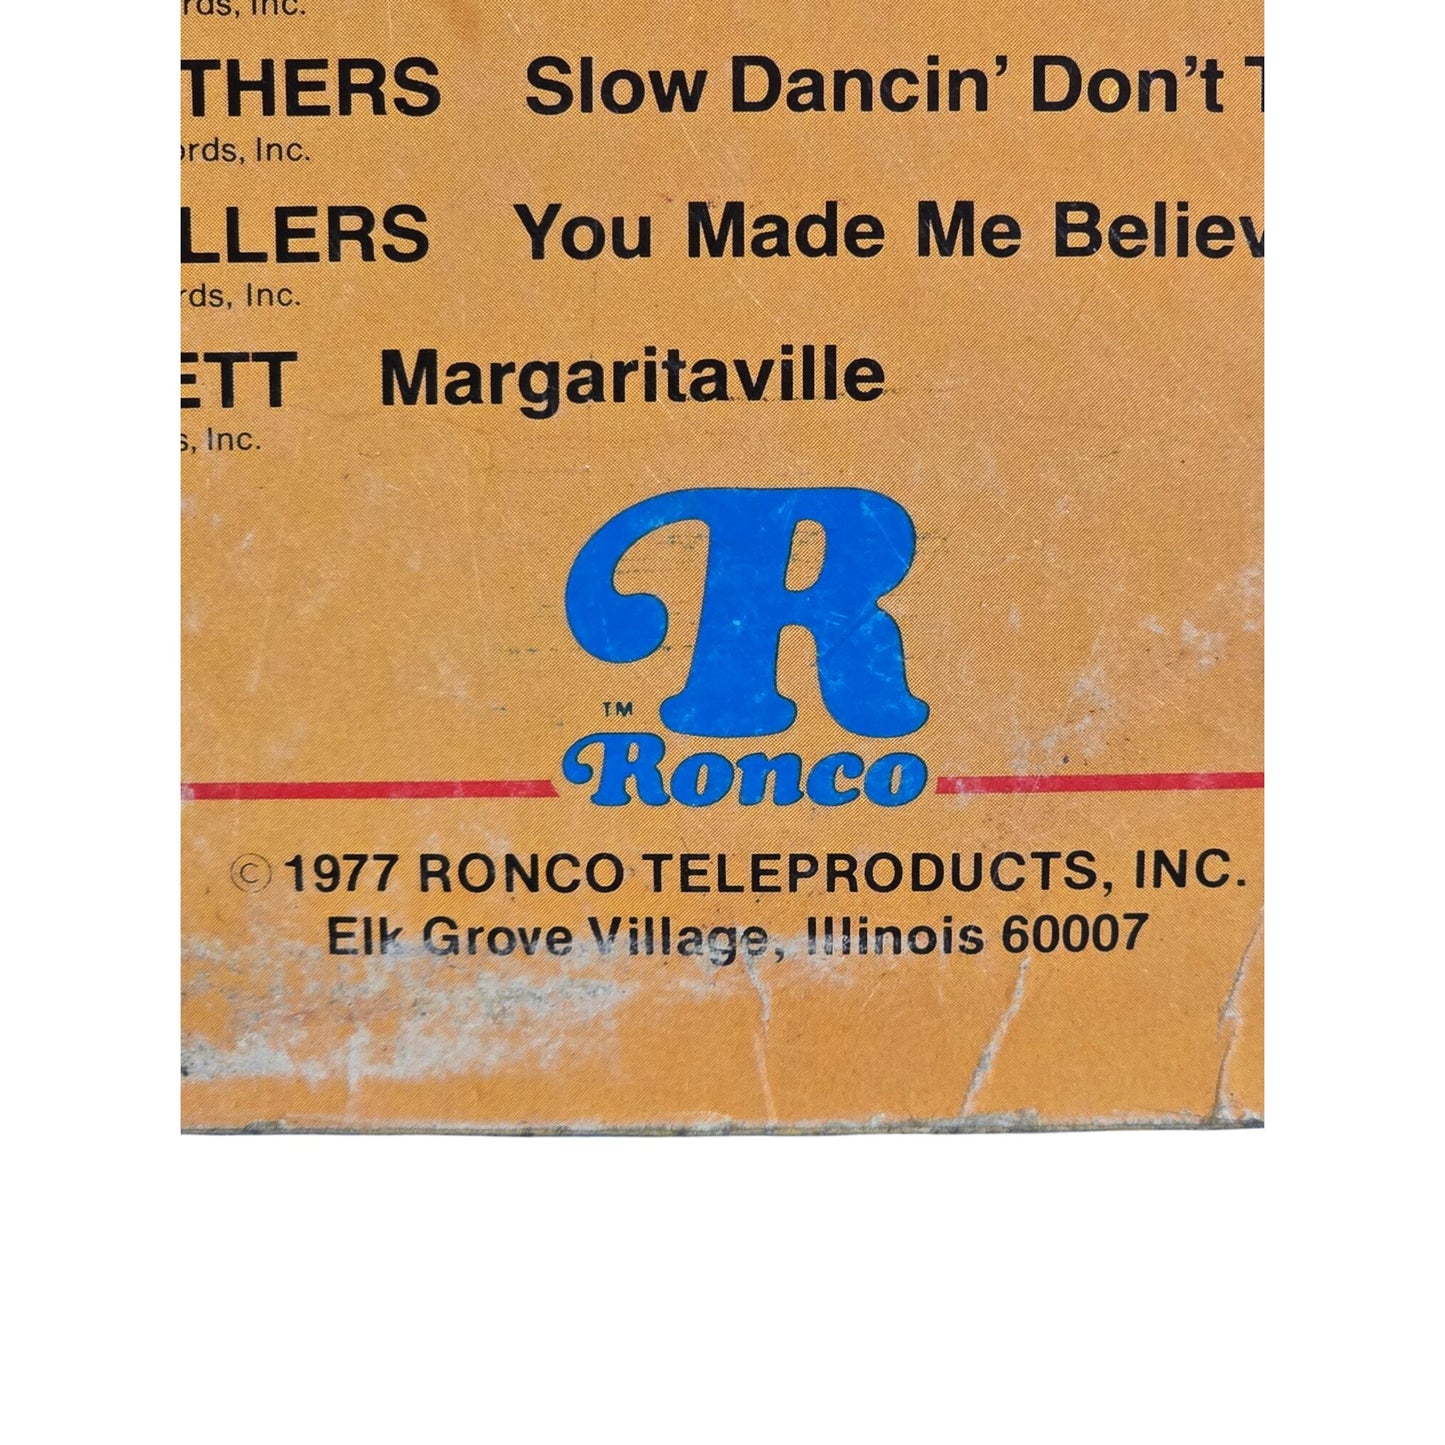 rds, Inc.
THERS Slow Dancin' Don't T
ords, Inc.
LLERS You Made Me Believ
rds, Inc.
ETT Margaritaville
s, Inc.
R
TM
Ronco
© 1977 RONCO TELEPRODUCTS, INC.
Elk Grove Village, Illinois 60007